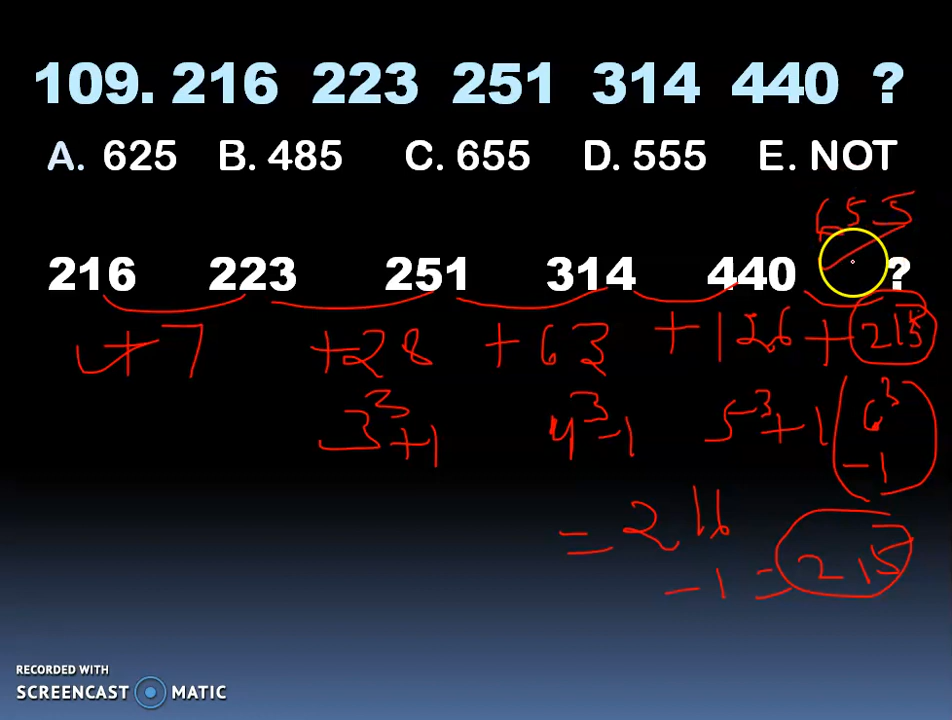 109. 216 223 251 314 440 ?
A. 625 B. 485 C. 655 D. 555 E. NOT
655
216 223 251 314 440 ?
+7 +28 +63 +126 +215
3³+1 4³-1 5³+1 6³
-1
= 216
-1 = 215
RECORDED WITH
SCREENCAST MATIC